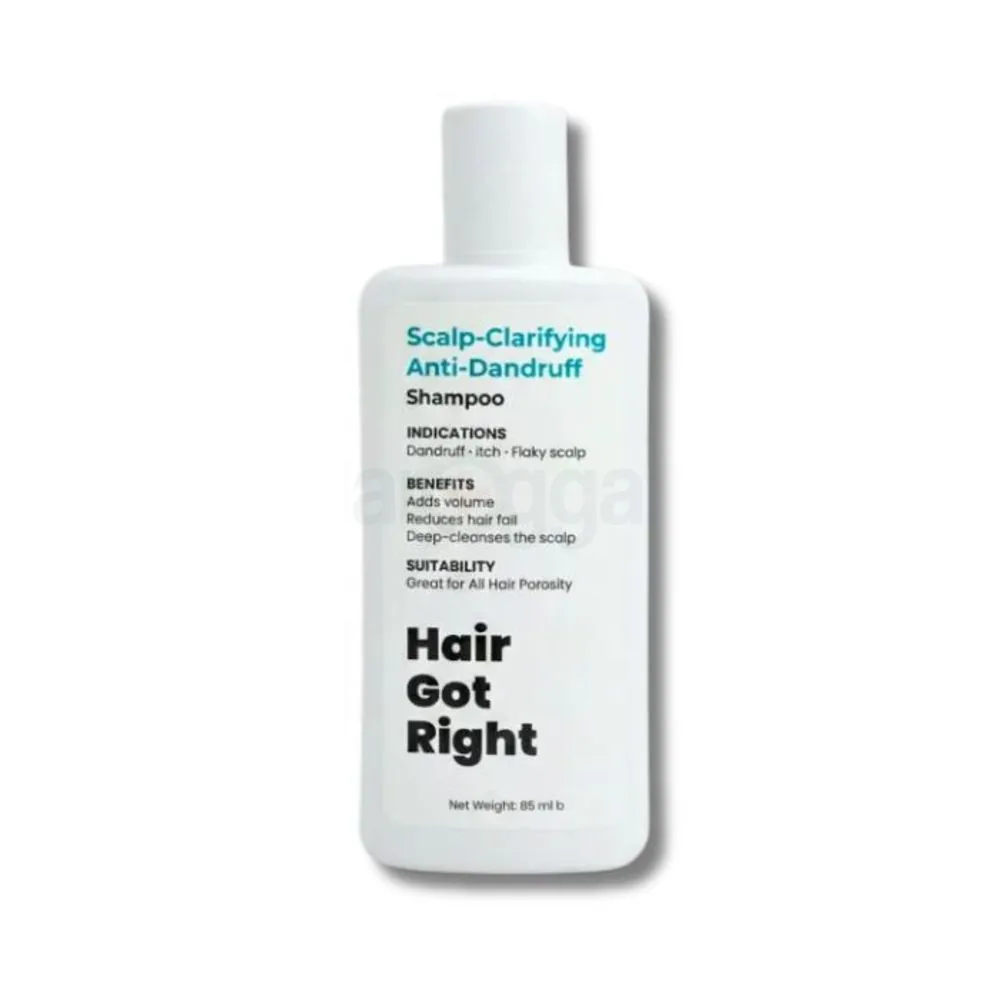 Scalp-Clarifying
Anti-Dandruff
Shampoo
INDICATIONS
Dandruff · itch · Flaky scalp
BENEFITS
Adds volume
Reduces hair fall
Deep-cleanses the scalp
SUITABILITY
Great for All Hair Porosity
Hair
Got
Right
Net Weight: 85 ml b